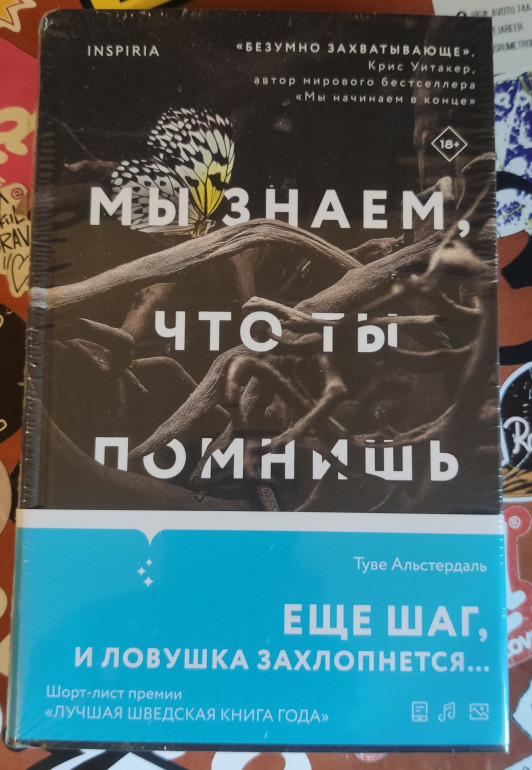 INSPIRIA
«БЕЗУМНО ЗАХВАТЫВАЮЩЕ».
Крис Уитакер,
автор мирового бестселлера
«Мы начинаем в конце»
18+
МЫ ЗНАЕМ,
ЧТО ТЫ
ПОМНИШЬ
Туве Альстердаль
ЕЩЕ ШАГ,
И ЛОВУШКА ЗАХЛОПНЕТСЯ...
Шорт-лист премии
«ЛУЧШАЯ ШВЕДСКАЯ КНИГА ГОДА»